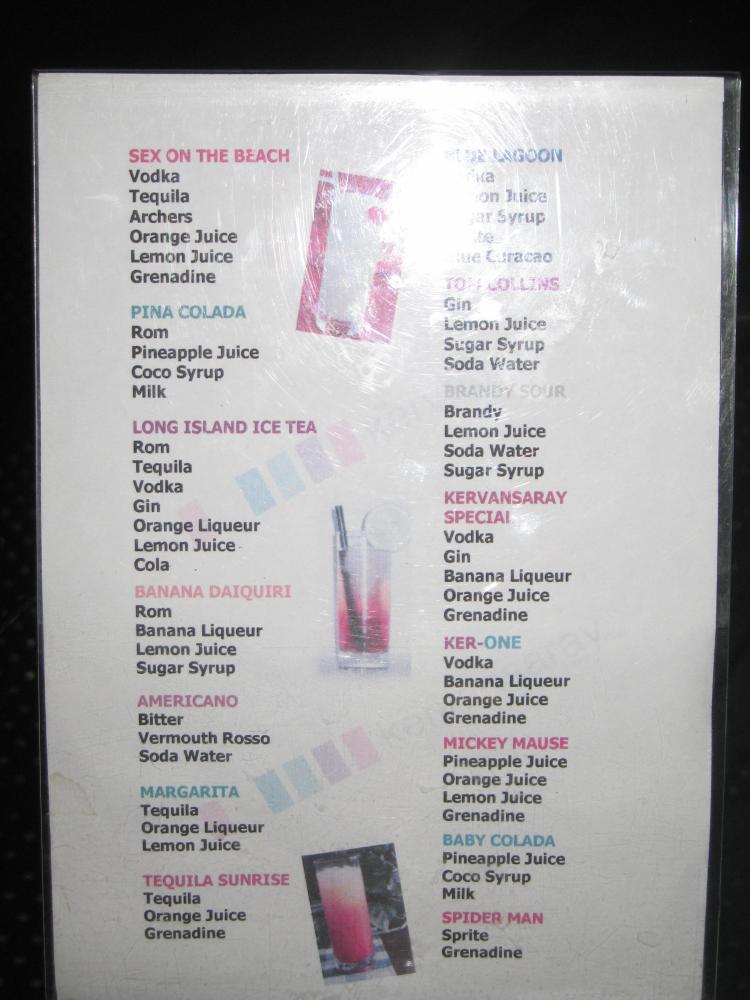 SEX ON THE BEACH
Vodka
Tequila
Archers
Orange Juice
Lemon Juice
Grenadine
PINA COLADA
Rom
Pineapple Juice
Coco Syrup
Milk
LONG ISLAND ICE TEA
Rom
Tequila
Vodka
Gin
Orange Liqueur
Lemon Juice
Cola
BANANA DAIQUIRI
Rom
Banana Liqueur
Lemon Juice
Sugar Syrup
AMERICANO
Bitter
Vermouth Rosso
Soda Water
MARGARITA
Tequila
Orange Liqueur
Lemon Juice
TEQUILA SUNRISE
Tequila
Orange Juice
Grenadine
BLUE LAGOON
Vodka
Lemon Juice
Sugar Syrup
Blue Curacao
TOM COLLINS
Gin
Lemon Juice
Sugar Syrup
Soda Water
BRANDY SOUR
Brandy
Lemon Juice
Soda Water
Sugar Syrup
KERVANSARAY
SPECIAL
Vodka
Gin
Banana Liqueur
Orange Juice
Grenadine
KER-ONE
Vodka
Banana Liqueur
Orange Juice
Grenadine
MICKEY MAUSE
Pineapple Juice
Orange Juice
Lemon Juice
Grenadine
BABY COLADA
Pineapple Juice
Coco Syrup
Milk
SPIDER MAN
Sprite
Grenadine